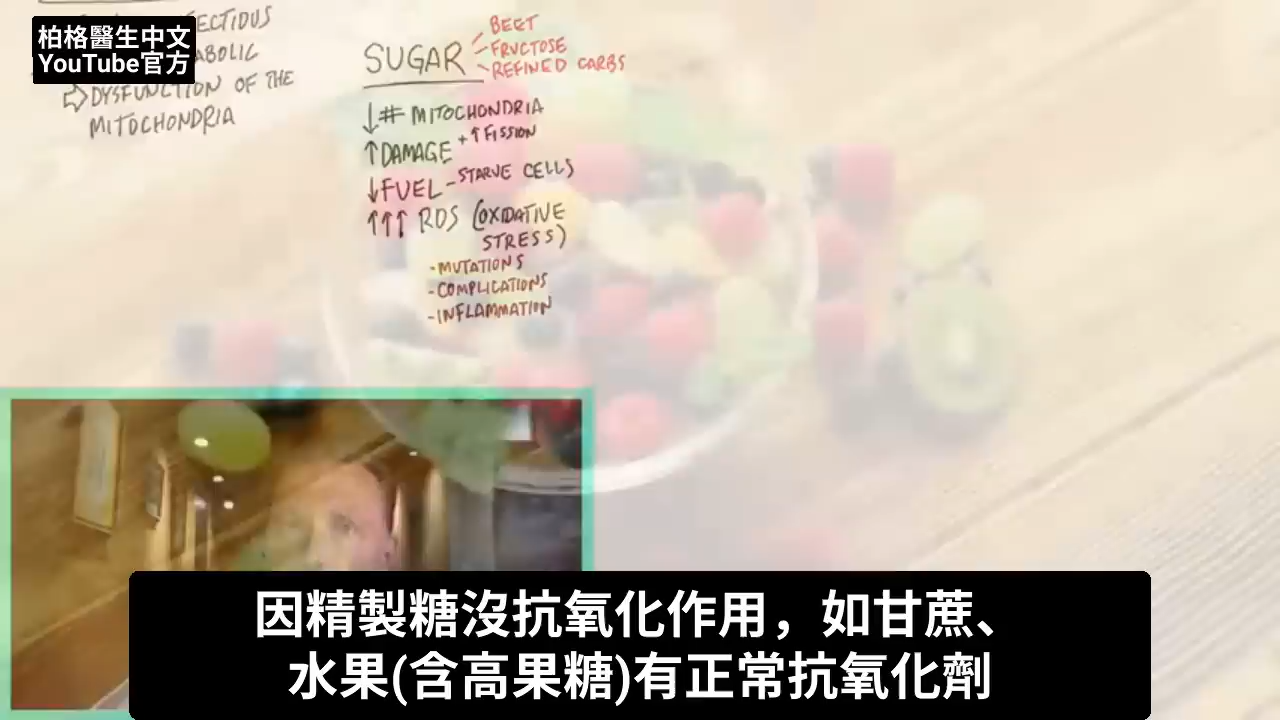 柏格醫生中文
YouTube官方
DYSFUNCTION OF THE
MITOCHONDRIA
SUGAR
BEET
FRUCTOSE
REFINED CARBS
↓# MITOCHONDRIA
↑DAMAGE +↑FISSION
↓FUEL - STARVE CELLS
↑↑↑ ROS (OXIDATIVE
STRESS)
-MUTATIONS
-COMPLICATIONS
-INFLAMMATION
因精製糖沒抗氧化作用，如甘蔗、
水果(含高果糖)有正常抗氧化劑